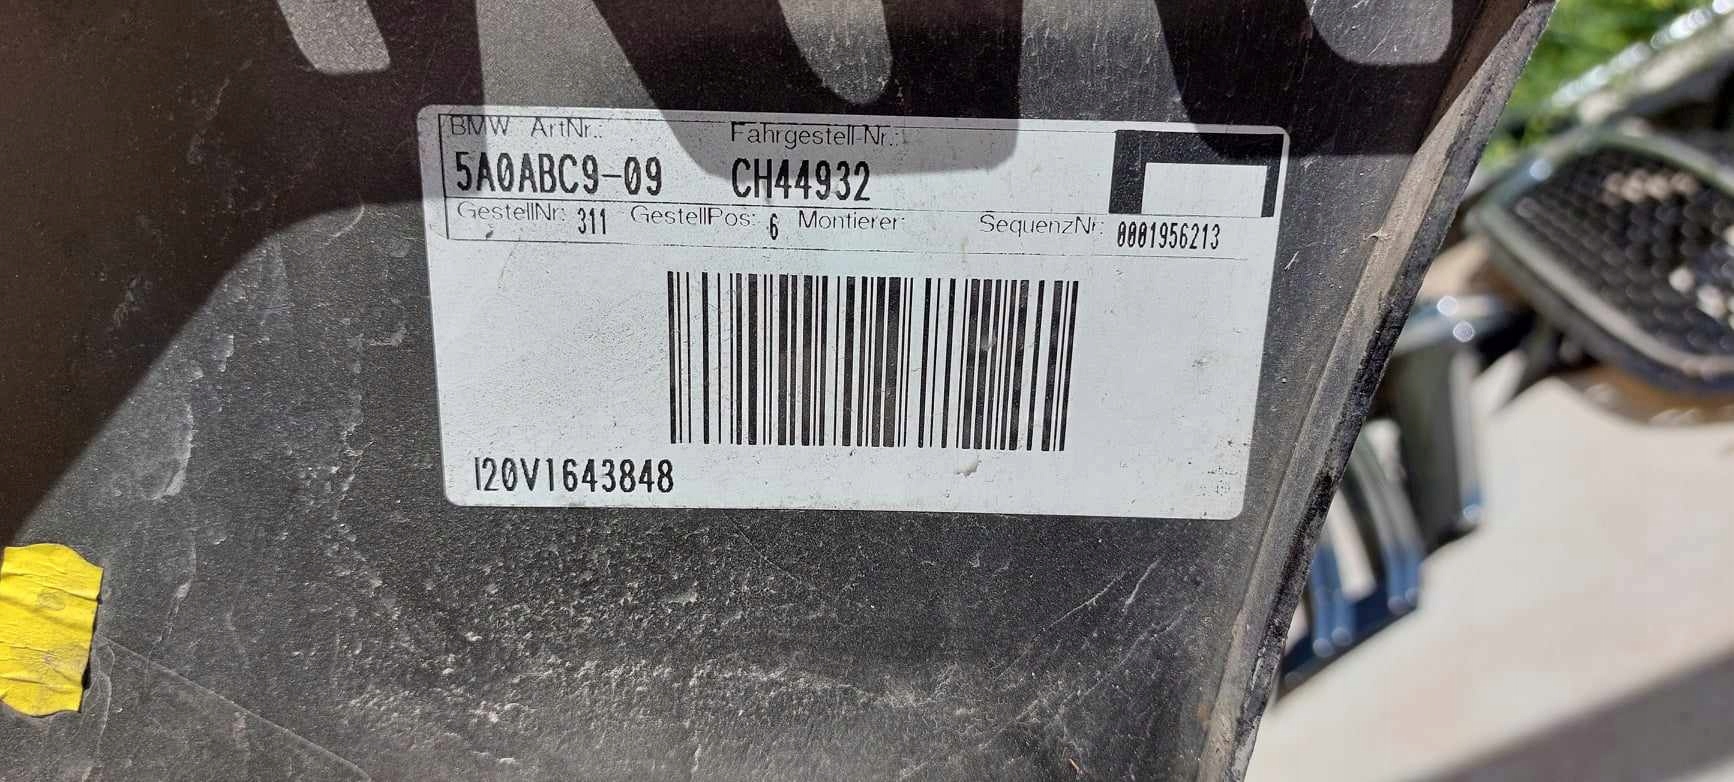 BMW ArtNr.: Fahrgestell-Nr.:
5A0ABC9-09 CH44932
GestellNr: 311 GestellPos: 6 Montierer: SequenzNr: 0001956213
I20V1643848